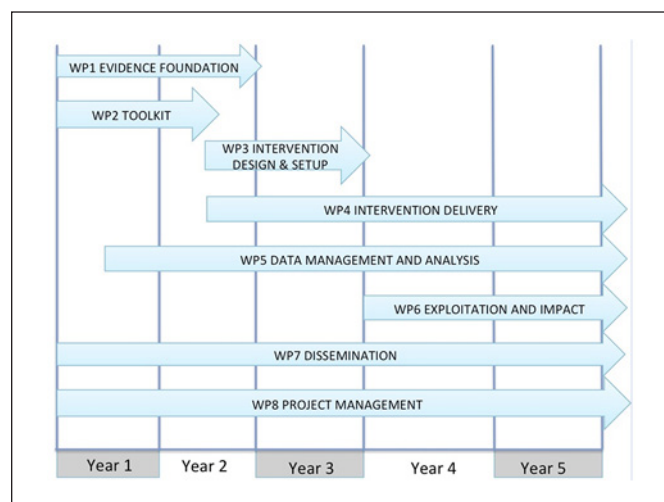 WP1 EVIDENCE FOUNDATION
WP2 TOOLKIT
WP3 INTERVENTION
DESIGN & SETUP
WP4 INTERVENTION DELIVERY
WP5 DATA MANAGEMENT AND ANALYSIS
WP6 EXPLOITATION AND IMPACT
WP7 DISSEMINATION
WP8 PROJECT MANAGEMENT
Year 1 Year 2 Year 3 Year 4 Year 5